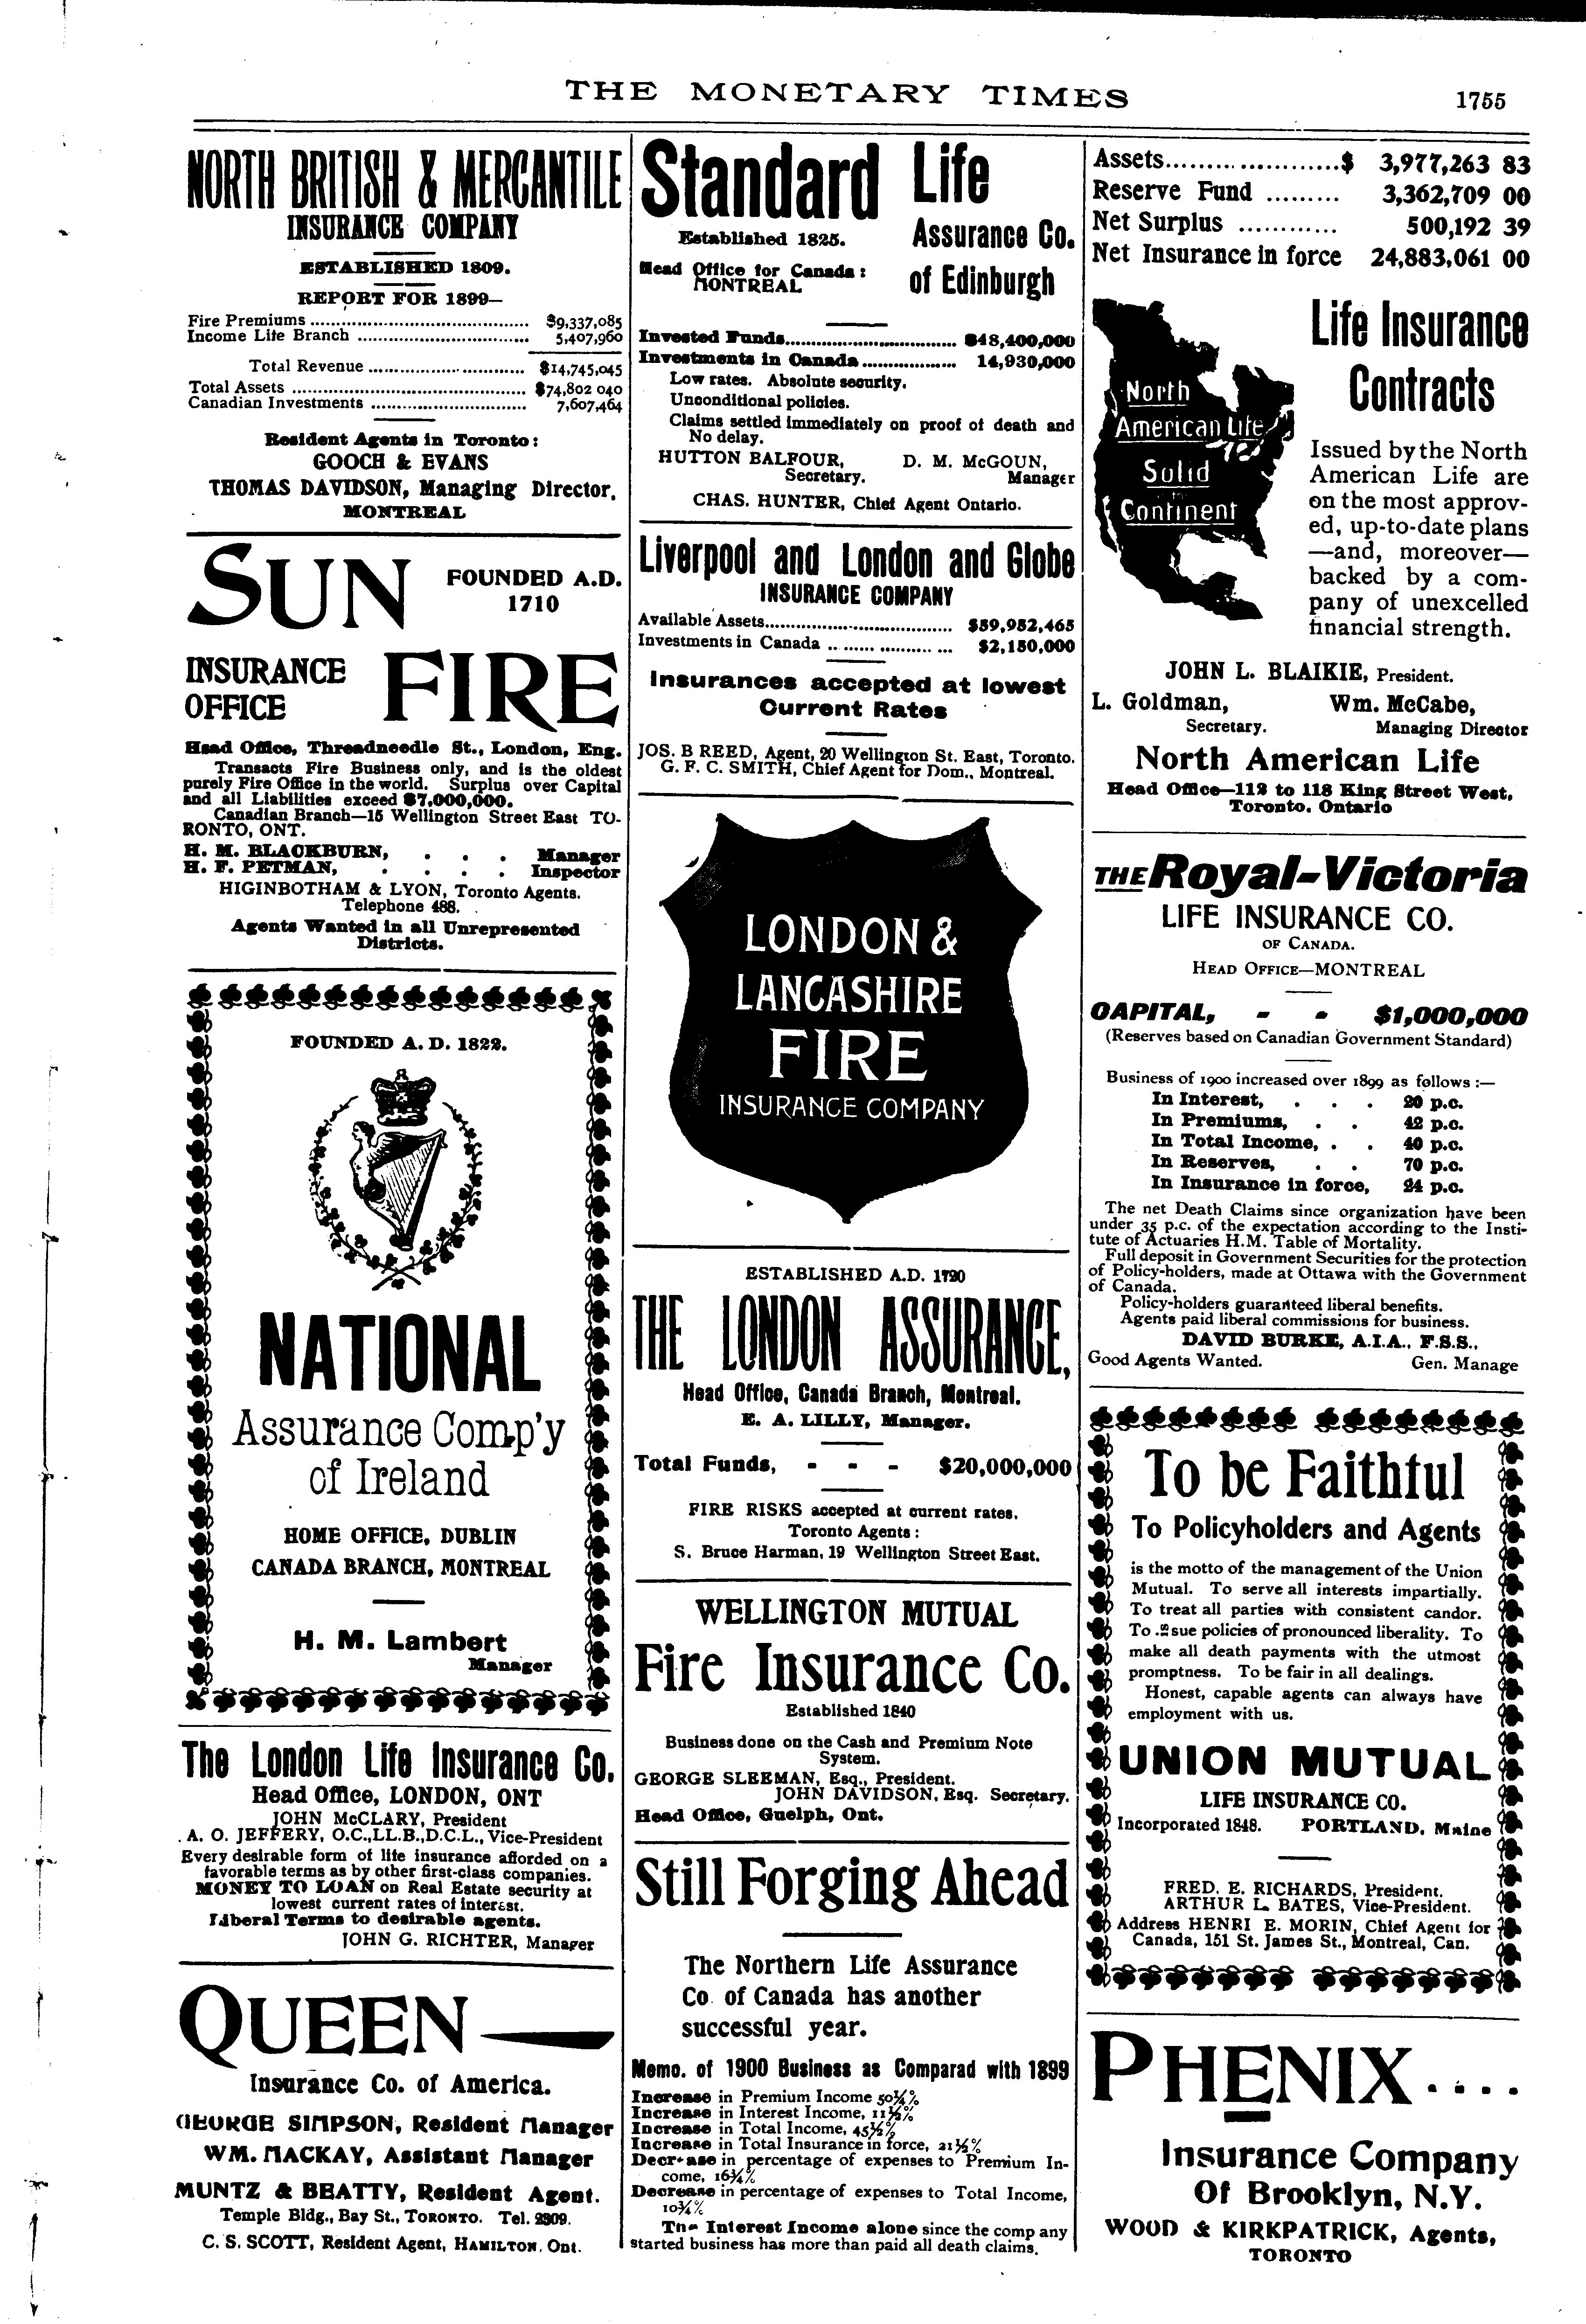 THE MONETARY TIMES
1755
NORTH BRITISH & MERCANTILE
INSURANCE COMPANY
ESTABLISHED 1809.
REPORT FOR 1899—
Fire Premiums ........................................ $9,337,085
Income Life Branch ................................ 5,407,960
Total Revenue ............................. $14,745,045
Total Assets ............................................ $74,802 040
Canadian Investments ............................. 7,607,464
Resident Agents in Toronto:
GOOCH & EVANS
THOMAS DAVIDSON, Managing Director,
MONTREAL
SUN
FOUNDED A.D.
1710
INSURANCE
OFFICE
FIRE
Head Office, Threadneedle St., London, Eng.
Transacts Fire Business only, and is the oldest
purely Fire Office in the world. Surplus over Capital
and all Liabilities exceed $7,000,000.
Canadian Branch—15 Wellington Street East TO-
RONTO, ONT.
H. M. BLACKBURN, . . . Manager
H. F. PETMAN, . . . . Inspector
HIGINBOTHAM & LYON, Toronto Agents.
Telephone 488.
Agents Wanted in all Unrepresented
Districts.
FOUNDED A. D. 1822.
NATIONAL
Assurance Comp'y
of Ireland
HOME OFFICE, DUBLIN
CANADA BRANCH, MONTREAL
H. M. Lambert
Manager
The London Life Insurance Co.
Head Office, LONDON, ONT
JOHN McCLARY, President
A. O. JEFFERY, O.C.,LL.B.,D.C.L., Vice-President
Every desirable form of life insurance afforded on a
favorable terms as by other first-class companies.
MONEY TO LOAN on Real Estate security at
lowest current rates of interest.
Liberal Terms to desirable agents.
JOHN G. RICHTER, Manager
QUEEN
Insurance Co. of America.
GEORGE SIMPSON, Resident Manager
WM. MACKAY, Assistant Manager
MUNTZ & BEATTY, Resident Agent.
Temple Bldg., Bay St., TORONTO. Tel. 2309.
C. S. SCOTT, Resident Agent, HAMILTON, Ont.
Standard Life
Established 1825.
Assurance Co.
Head Office for Canada:
MONTREAL
of Edinburgh
Invested Funds.................................. $48,400,000
Investments in Canada.................. 14,930,000
Low rates. Absolute security.
Unconditional policies.
Claims settled immediately on proof of death and
No delay.
HUTTON BALFOUR, D. M. McGOUN,
Secretary. Manager
CHAS. HUNTER, Chief Agent Ontario.
Liverpool and London and Globe
INSURANCE COMPANY
Available Assets........................................ $59,952,465
Investments in Canada .................... $2,150,000
Insurances accepted at lowest
Current Rates
JOS. B REED, Agent, 20 Wellington St. East, Toronto.
G. F. C. SMITH, Chief Agent for Dom., Montreal.
LONDON &
LANCASHIRE
FIRE
INSURANCE COMPANY
ESTABLISHED A.D. 1720
THE LONDON ASSURANCE,
Head Office, Canada Branch, Montreal.
E. A. LILLY, Manager.
Total Funds, - - - $20,000,000
FIRE RISKS accepted at current rates.
Toronto Agents:
S. Bruce Harman, 19 Wellington Street East.
WELLINGTON MUTUAL
Fire Insurance Co.
Established 1840
Business done on the Cash and Premium Note
System.
GEORGE SLEEMAN, Esq., President.
JOHN DAVIDSON, Esq. Secretary.
Head Office, Guelph, Ont.
Still Forging Ahead
The Northern Life Assurance
Co. of Canada has another
successful year.
Memo. of 1900 Business as Comparad with 1899
Increase in Premium Income 50¾%
Increase in Interest Income, 11½%
Increase in Total Income, 45½%
Increase in Total Insurance in force, 21½%
Decrease in percentage of expenses to Premium In-
come, 16¾%
Decrease in percentage of expenses to Total Income,
10¾%
The Interest Income alone since the company
started business has more than paid all death claims.
Assets......................$ 3,977,263 83
Reserve Fund ......... 3,362,709 00
Net Surplus ............ 500,192 39
Net Insurance in force 24,883,061 00
North
American Life
Solid
as the
Continent
Life Insurance
Contracts
Issued by the North
American Life are
on the most approv-
ed, up-to-date plans
—and, moreover—
backed by a com-
pany of unexcelled
financial strength.
JOHN L. BLAIKIE, President.
L. Goldman, Wm. McCabe,
Secretary. Managing Director
North American Life
Head Office—112 to 118 King Street West,
Toronto. Ontario
THE Royal-Victoria
LIFE INSURANCE CO.
OF CANADA.
HEAD OFFICE—MONTREAL
CAPITAL, - - $1,000,000
(Reserves based on Canadian Government Standard)
Business of 1900 increased over 1899 as follows:—
In Interest, . . . 20 p.c.
In Premiums, . . 42 p.c.
In Total Income, . . 40 p.c.
In Reserves, . . 70 p.c.
In Insurance in force, 24 p.c.
The net Death Claims since organization have been
under 35 p.c. of the expectation according to the Insti-
tute of Actuaries H.M. Table of Mortality.
Full deposit in Government Securities for the protection
of Policy-holders, made at Ottawa with the Government
of Canada.
Policy-holders guaranteed liberal benefits.
Agents paid liberal commissions for business.
DAVID BURKE, A.I.A., F.S.S.,
Good Agents Wanted. Gen. Manage
To be Faithful
To Policyholders and Agents
is the motto of the management of the Union
Mutual. To serve all interests impartially.
To treat all parties with consistent candor.
To issue policies of pronounced liberality. To
make all death payments with the utmost
promptness. To be fair in all dealings.
Honest, capable agents can always have
employment with us.
UNION MUTUAL
LIFE INSURANCE CO.
Incorporated 1848. PORTLAND, Maine
FRED. E. RICHARDS, President.
ARTHUR L. BATES, Vice-President.
Address HENRI E. MORIN, Chief Agent for
Canada, 151 St. James St., Montreal, Can.
PHENIX....
Insurance Company
Of Brooklyn, N.Y.
WOOD & KIRKPATRICK, Agents,
TORONTO